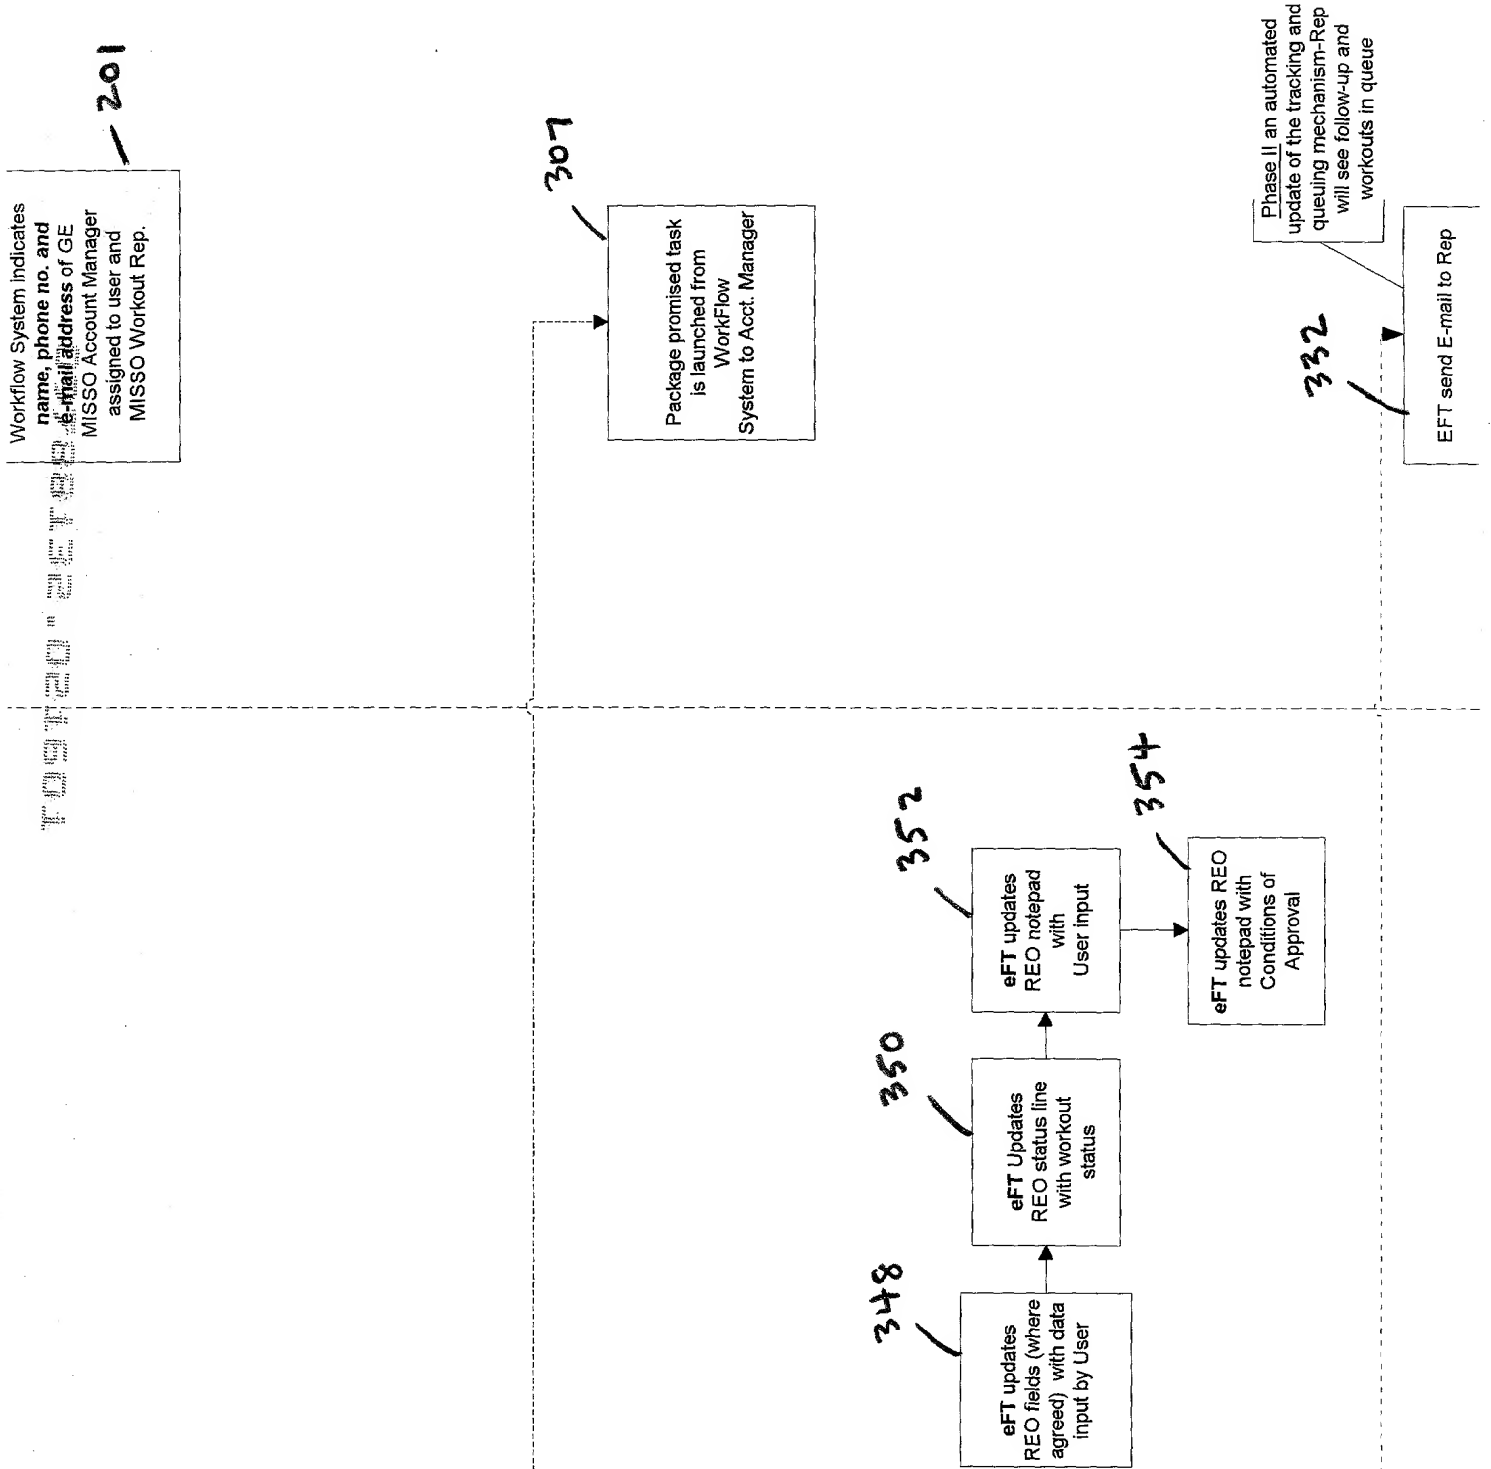 Workflow System indicates
name, phone no. and
e-mail address of GE
MISSO Account Manager
assigned to user and
MISSO Workout Rep.
201
307
Package promised task
is launched from
WorkFlow
System to Acct. Manager
Phase II an automated
update of the tracking and
queuing mechanism-Rep
will see follow-up and
workouts in queue
332
EFT send E-mail to Rep
348
eFT updates
REO fields (where
agreed) with data
input by User
350
eFT Updates
REO status line
with workout
status
352
eFT updates
REO notepad
with
User input
354
eFT updates REO
notepad with
Conditions of
Approval